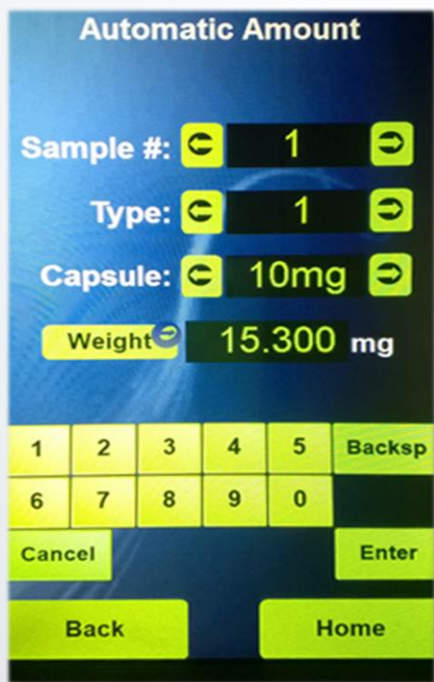 Automatic Amount
Sample #: 1
Type: 1
Capsule: 10mg
Weight 15.300 mg
1 2 3 4 5 Backsp
6 7 8 9 0
Cancel Enter
Back Home